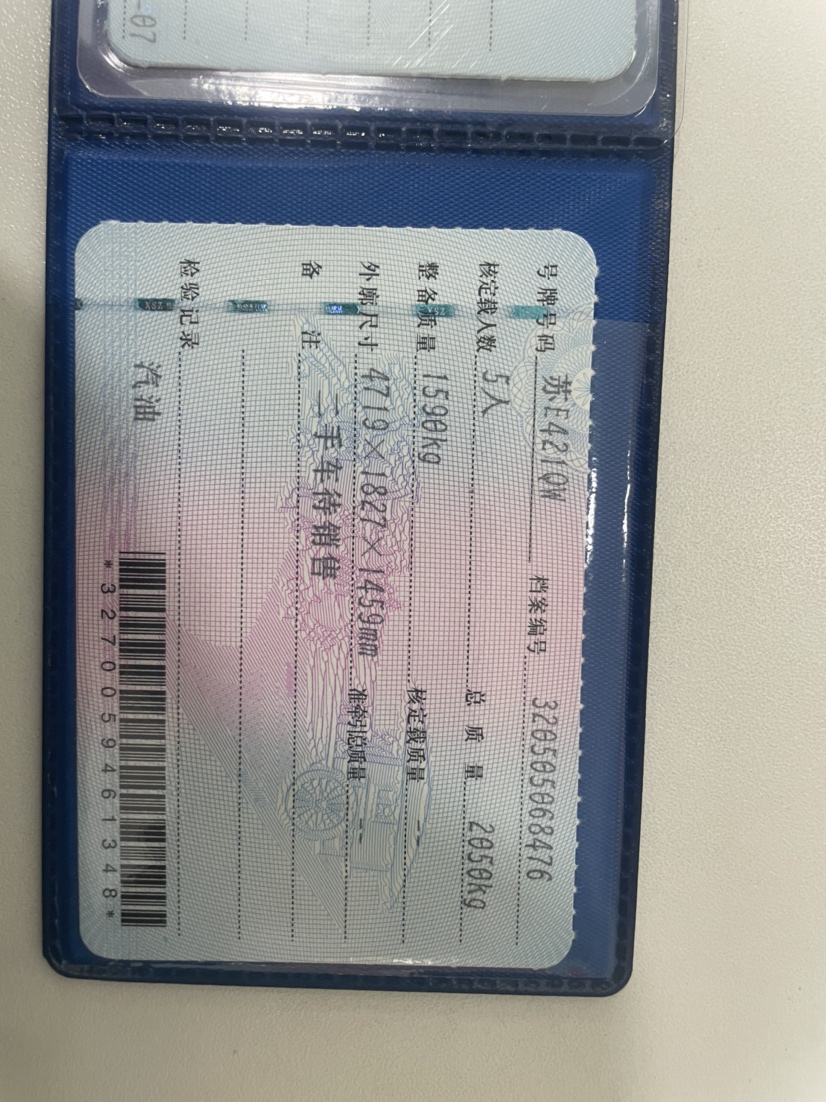 -07
号牌号码 苏E421QW 档案编号 320505068476
核定载人数 5人 总质量 2050kg
整备质量 1590kg 核定载质量 --
外廓尺寸 4719×1827×1459mm 准牵引总质量 --
备注 二手车待销售
检验记录
汽油
*3270059461348*